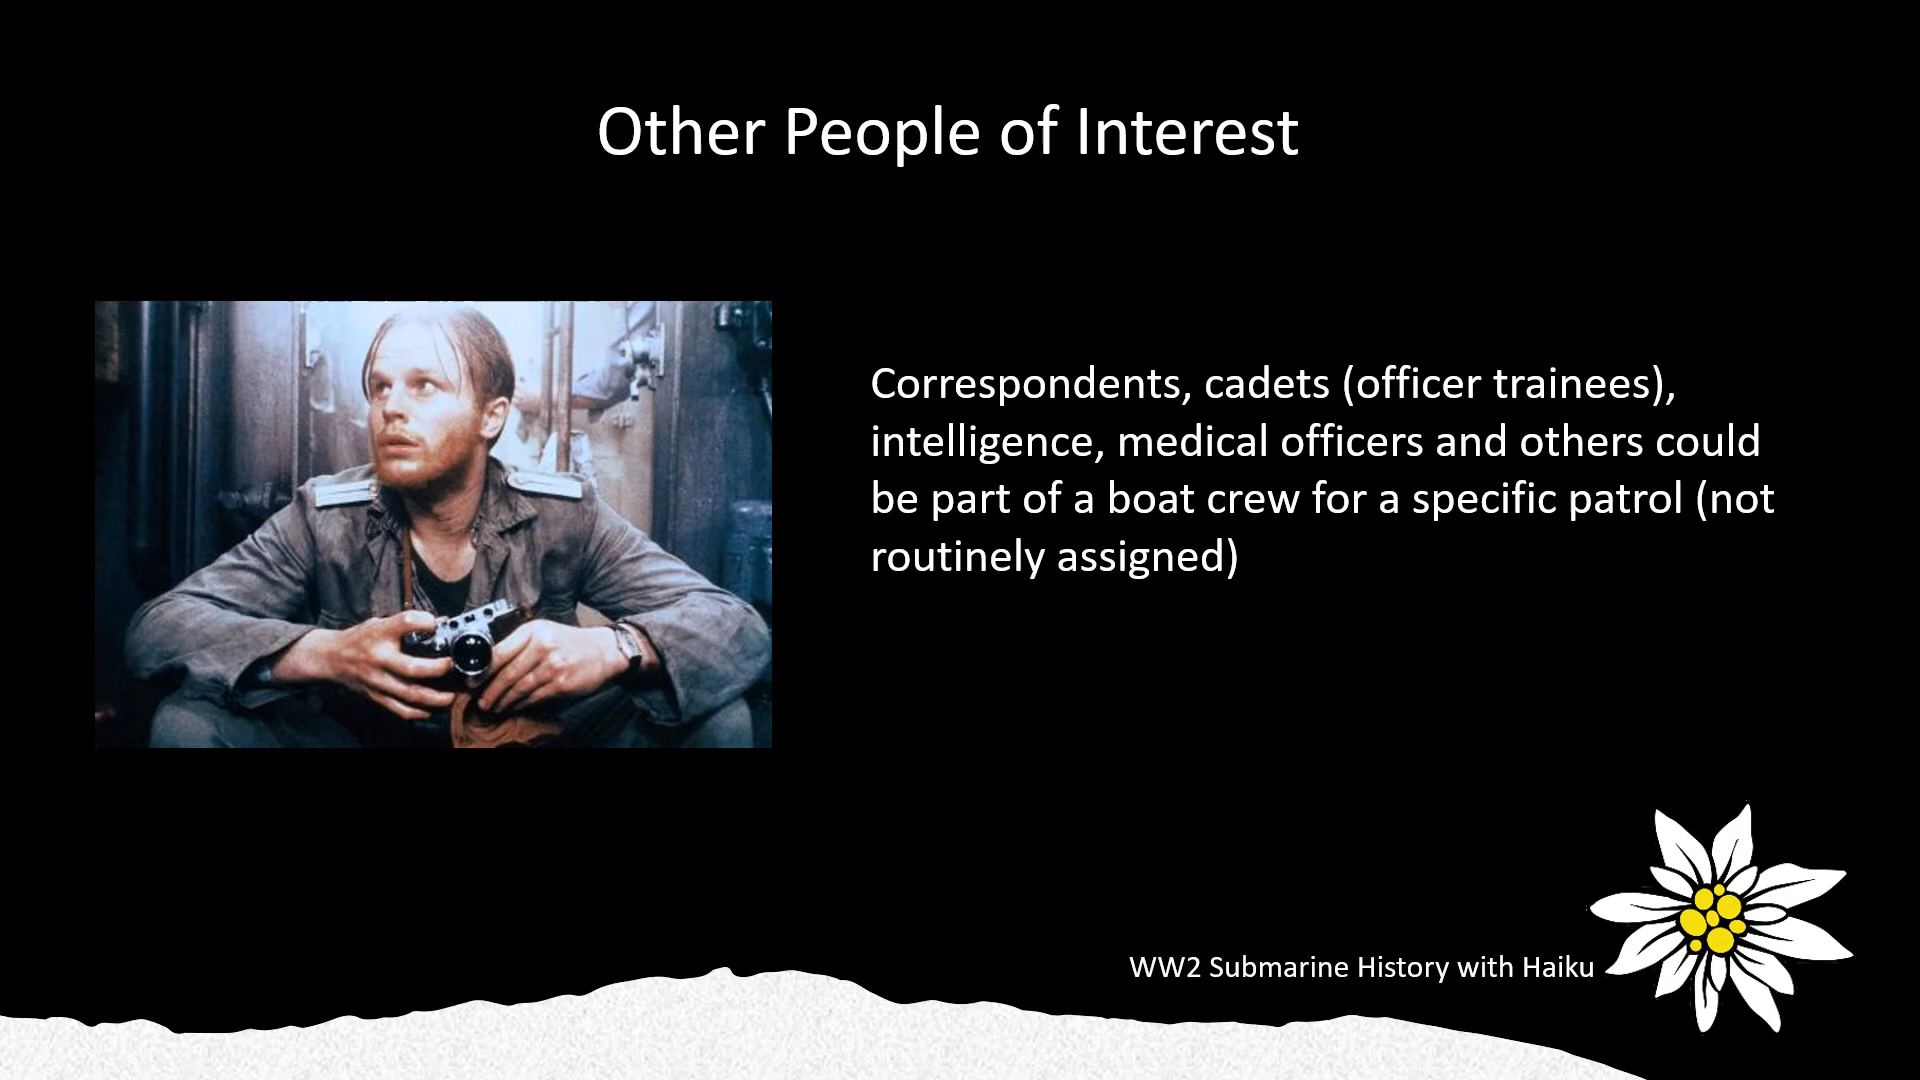 Other People of Interest
Correspondents, cadets (officer trainees),
intelligence, medical officers and others could
be part of a boat crew for a specific patrol (not
routinely assigned)
WW2 Submarine History with Haiku